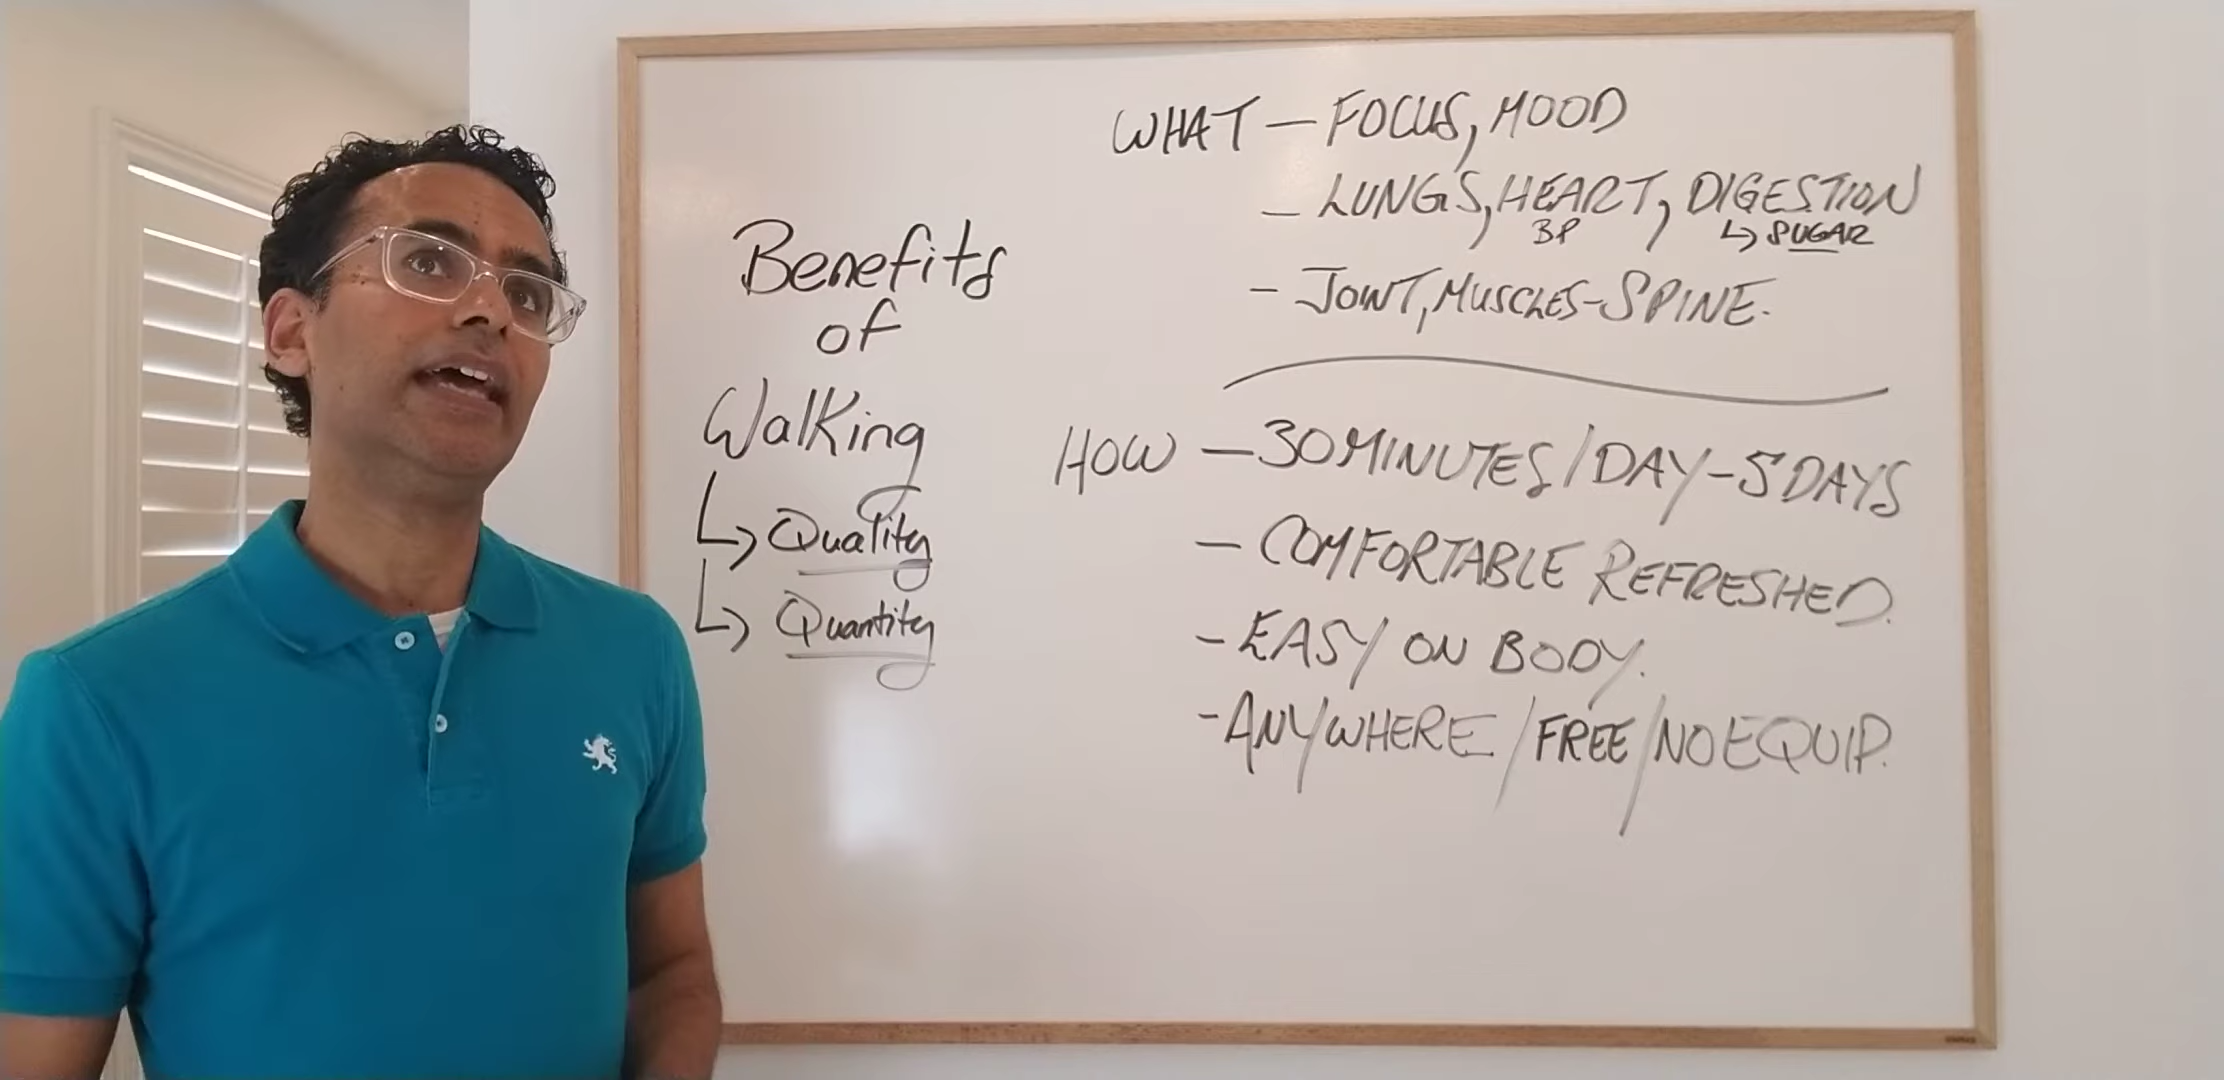 Benefits
of
Walking
↳ Quality
↳ Quantity
WHAT — FOCUS, MOOD
— LUNGS, HEART, DIGESTION
BP ↳ SUGAR
- JOINT, MUSCLES - SPINE.
HOW — 30 MINUTES / DAY - 5 DAYS
— COMFORTABLE REFRESHED.
- EASY ON BODY.
- ANYWHERE / FREE / NO EQUIP.